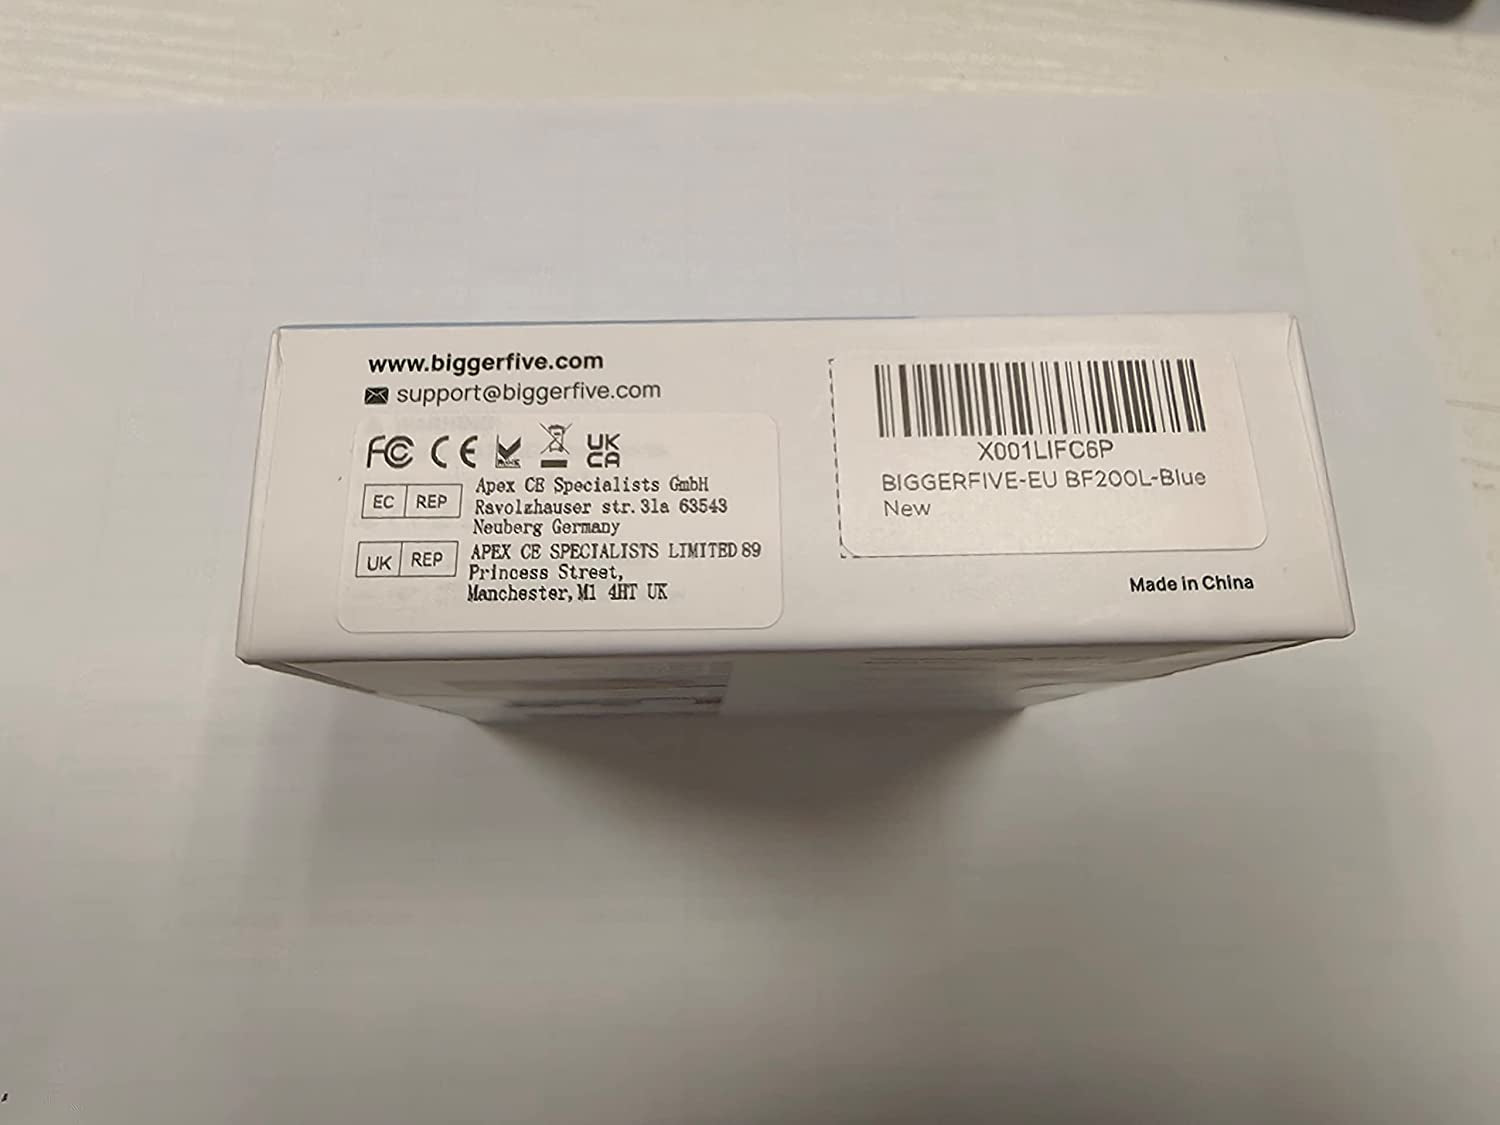 www.biggerfive.com
support@biggerfive.com
FC CE UK CA
EC REP
Apex CE Specialists GmbH
Ravolzhauser str. 31a 63543
Neuberg Germany
UK REP
APEX CE SPECIALISTS LIMITED 89
Princess Street,
Manchester, M1 4HT UK
X001LIFC6P
BIGGERFIVE-EU BF200L-Blue
New
Made in China